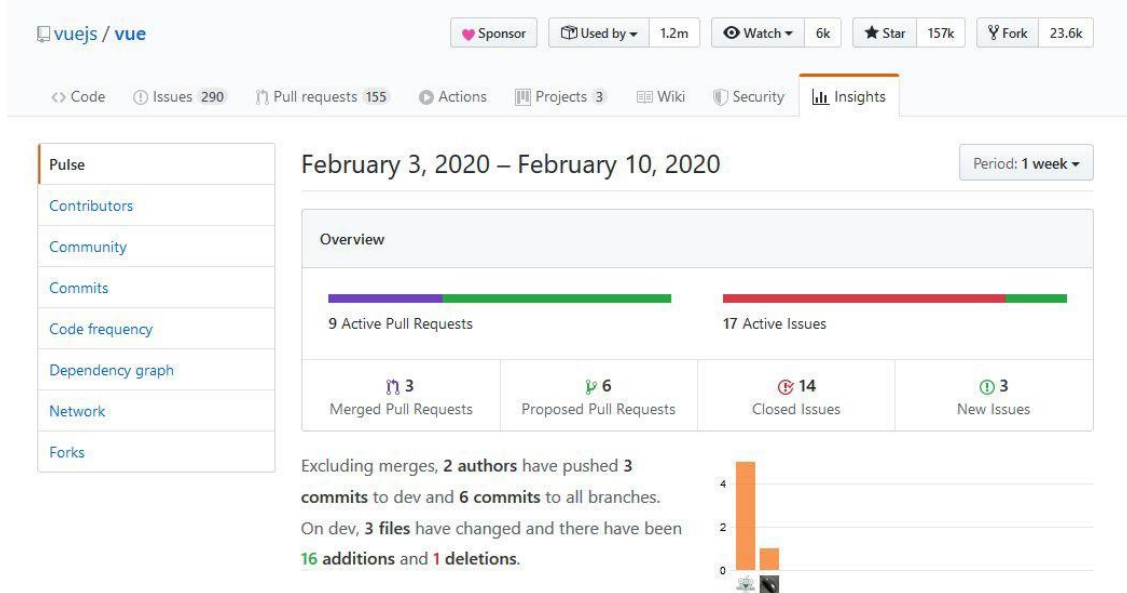 vuejs / vue
Sponsor Used by 1.2m Watch 6k Star 157k Fork 23.6k
Code Issues 290 Pull requests 155 Actions Projects 3 Wiki Security Insights
Pulse
Contributors
Community
Commits
Code frequency
Dependency graph
Network
Forks
February 3, 2020 – February 10, 2020
Period: 1 week
Overview
9 Active Pull Requests
17 Active Issues
3
Merged Pull Requests
6
Proposed Pull Requests
14
Closed Issues
3
New Issues
Excluding merges, 2 authors have pushed 3
commits to dev and 6 commits to all branches.
On dev, 3 files have changed and there have been
16 additions and 1 deletions.
4
2
0